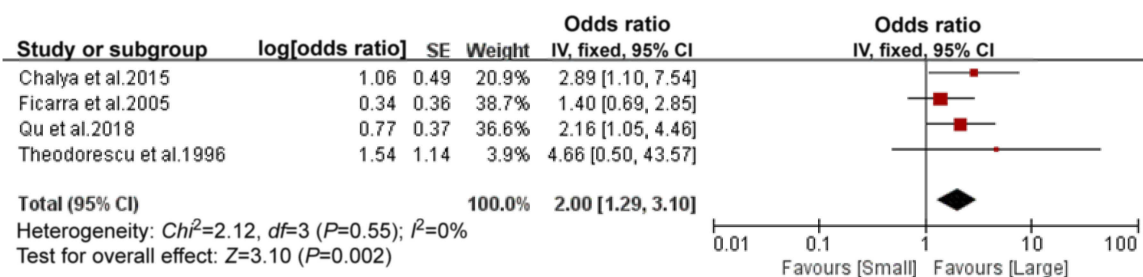 Odds ratio Odds ratio
Study or subgroup log[odds ratio] SE Weight IV, fixed, 95% CI IV, fixed, 95% CI
Chalya et al.2015 1.06 0.49 20.9% 2.89 [1.10, 7.54]
Ficarra et al.2005 0.34 0.36 38.7% 1.40 [0.69, 2.85]
Qu et al.2018 0.77 0.37 36.6% 2.16 [1.05, 4.46]
Theodorescu et al.1996 1.54 1.14 3.9% 4.66 [0.50, 43.57]
Total (95% CI) 100.0% 2.00 [1.29, 3.10]
Heterogeneity: Chi²=2.12, df=3 (P=0.55); I²=0%
Test for overall effect: Z=3.10 (P=0.002)
0.01 0.1 1 10 100
Favours [Small] Favours [Large]